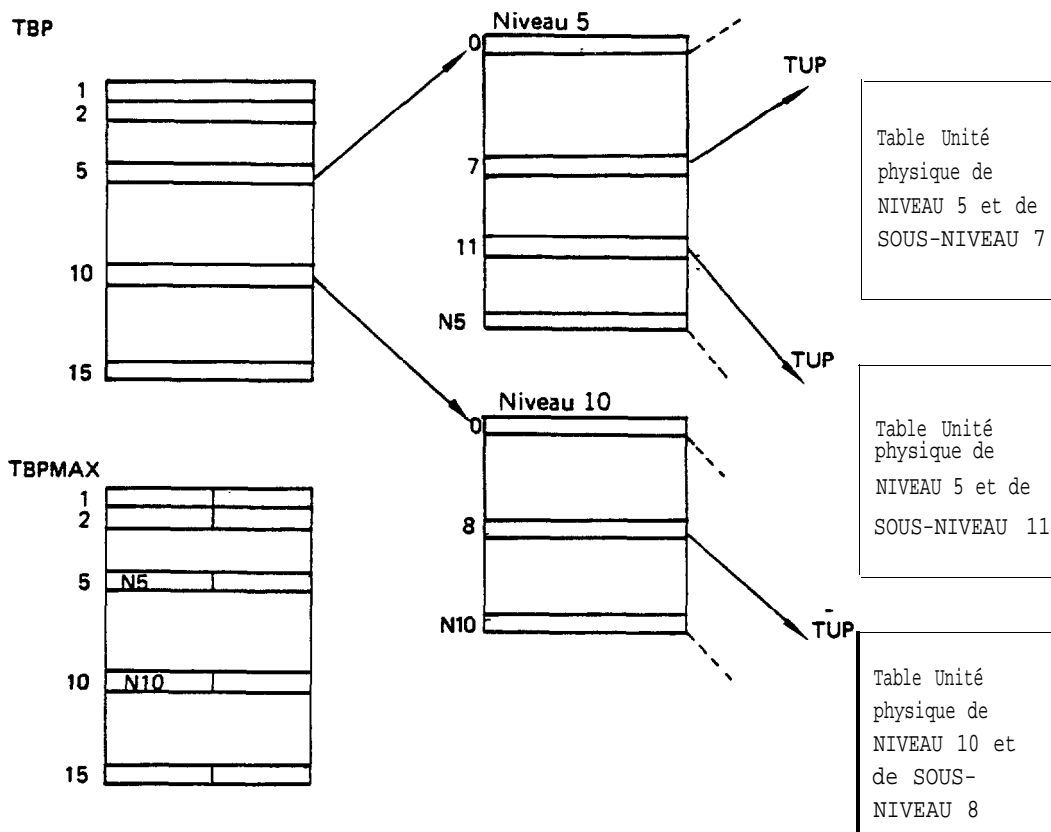 TBP
1
2
5
10
15
Niveau 5
0
7
11
N5
TUP
Table Unité
physique de
NIVEAU 5 et de
SOUS-NIVEAU 7
TUP
Table Unité
physique de
NIVEAU 5 et de
SOUS-NIVEAU 11
Niveau 10
0
8
N10
TUP
Table Unité
physique de
NIVEAU 10 et
de SOUS-
NIVEAU 8
TBPMAX
1
2
5
N5
10
N10
15